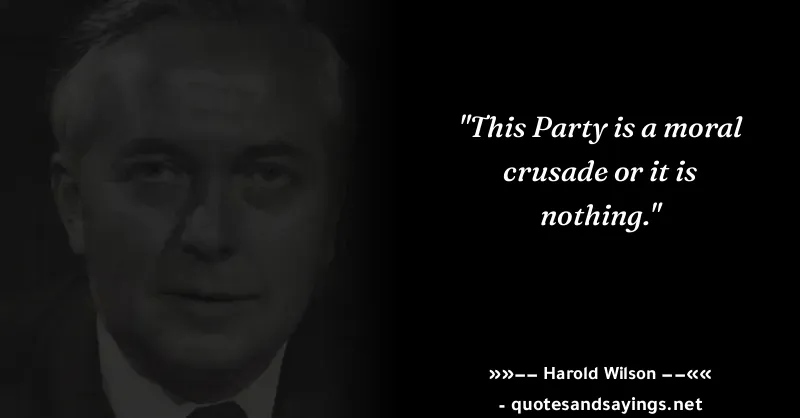 "This Party is a moral
crusade or it is
nothing."
»»−− Harold Wilson −−««
- quotesandsayings.net